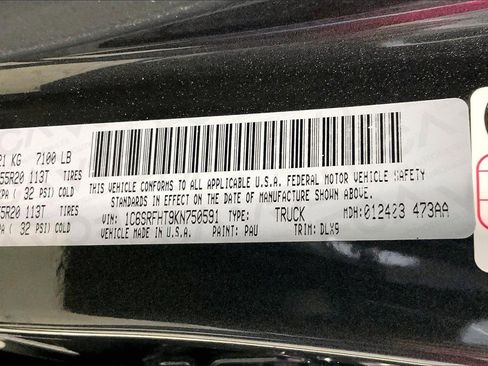 21 KG 7100 LB
55R20 113T TIRES
KPA ( 32 PSI) COLD
55R20 113T TIRES
PA ( 32 PSI) COLD
THIS VEHICLE CONFORMS TO ALL APPLICABLE U.S.A. FEDERAL MOTOR VEHICLE SAFETY
STANDARDS IN EFFECT ON THE DATE OF MANUFACTURE SHOWN ABOVE.
VIN: 1C6SRFHT9KN750591 TYPE: TRUCK MDH: 012423 473AA
VEHICLE MADE IN U.S.A. PAINT: PAU TRIM: DLX9